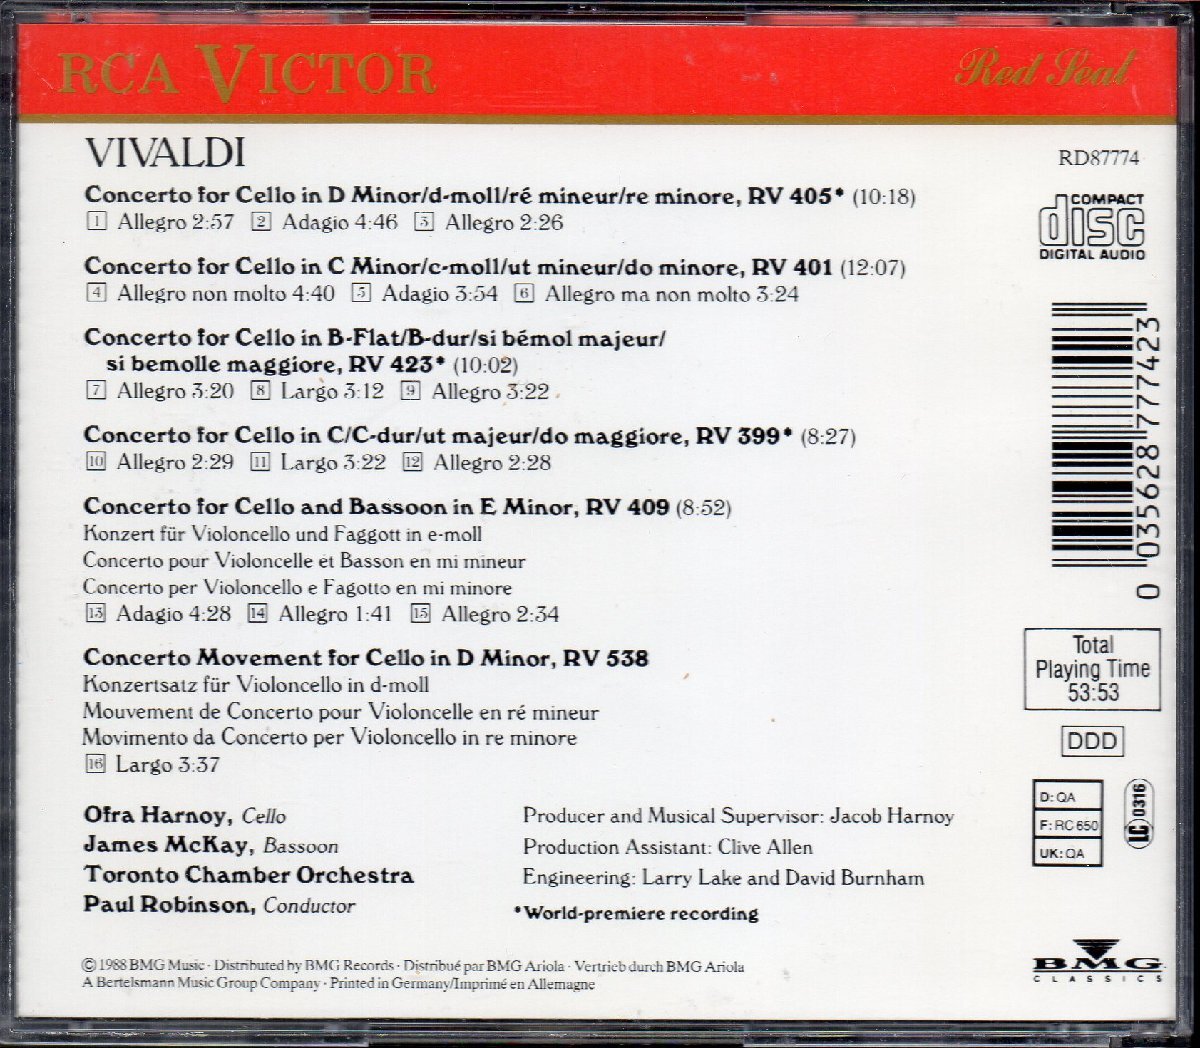 RCA VICTOR
Red Seal
VIVALDI
RD87774
Concerto for Cello in D Minor/d-moll/ré mineur/re minore, RV 405* (10:18)
1 Allegro 2:57 2 Adagio 4:46 3 Allegro 2:26
Concerto for Cello in C Minor/c-moll/ut mineur/do minore, RV 401 (12:07)
4 Allegro non molto 4:40 5 Adagio 3:54 6 Allegro ma non molto 3:24
Concerto for Cello in B-Flat/B-dur/si bémol majeur/
si bemolle maggiore, RV 423* (10:02)
7 Allegro 3:20 8 Largo 3:12 9 Allegro 3:22
Concerto for Cello in C/C-dur/ut majeur/do maggiore, RV 399* (8:27)
10 Allegro 2:29 11 Largo 3:22 12 Allegro 2:28
Concerto for Cello and Bassoon in E Minor, RV 409 (8:52)
Konzert für Violoncello und Faggott in e-moll
Concerto pour Violoncelle et Basson en mi mineur
Concerto per Violoncello e Fagotto en mi minore
13 Adagio 4:28 14 Allegro 1:41 15 Allegro 2:34
Concerto Movement for Cello in D Minor, RV 538
Konzertsatz für Violoncello in d-moll
Mouvement de Concerto pour Violoncelle en ré mineur
Movimento da Concerto per Violoncello in re minore
16 Largo 3:37
Ofra Harnoy, Cello
James McKay, Bassoon
Toronto Chamber Orchestra
Paul Robinson, Conductor
Producer and Musical Supervisor: Jacob Harnoy
Production Assistant: Clive Allen
Engineering: Larry Lake and David Burnham
*World-premiere recording
© 1988 BMG Music · Distributed by BMG Records · Distribué par BMG Ariola · Vertrieb durch BMG Ariola
A Bertelsmann Music Group Company · Printed in Germany/Imprimé en Allemagne
COMPACT
disc
DIGITAL AUDIO
0 035628 777423
Total
Playing Time
53:53
DDD
D: QA
F: RC 650
UK: QA
LC 0316
BMG
CLASSICS